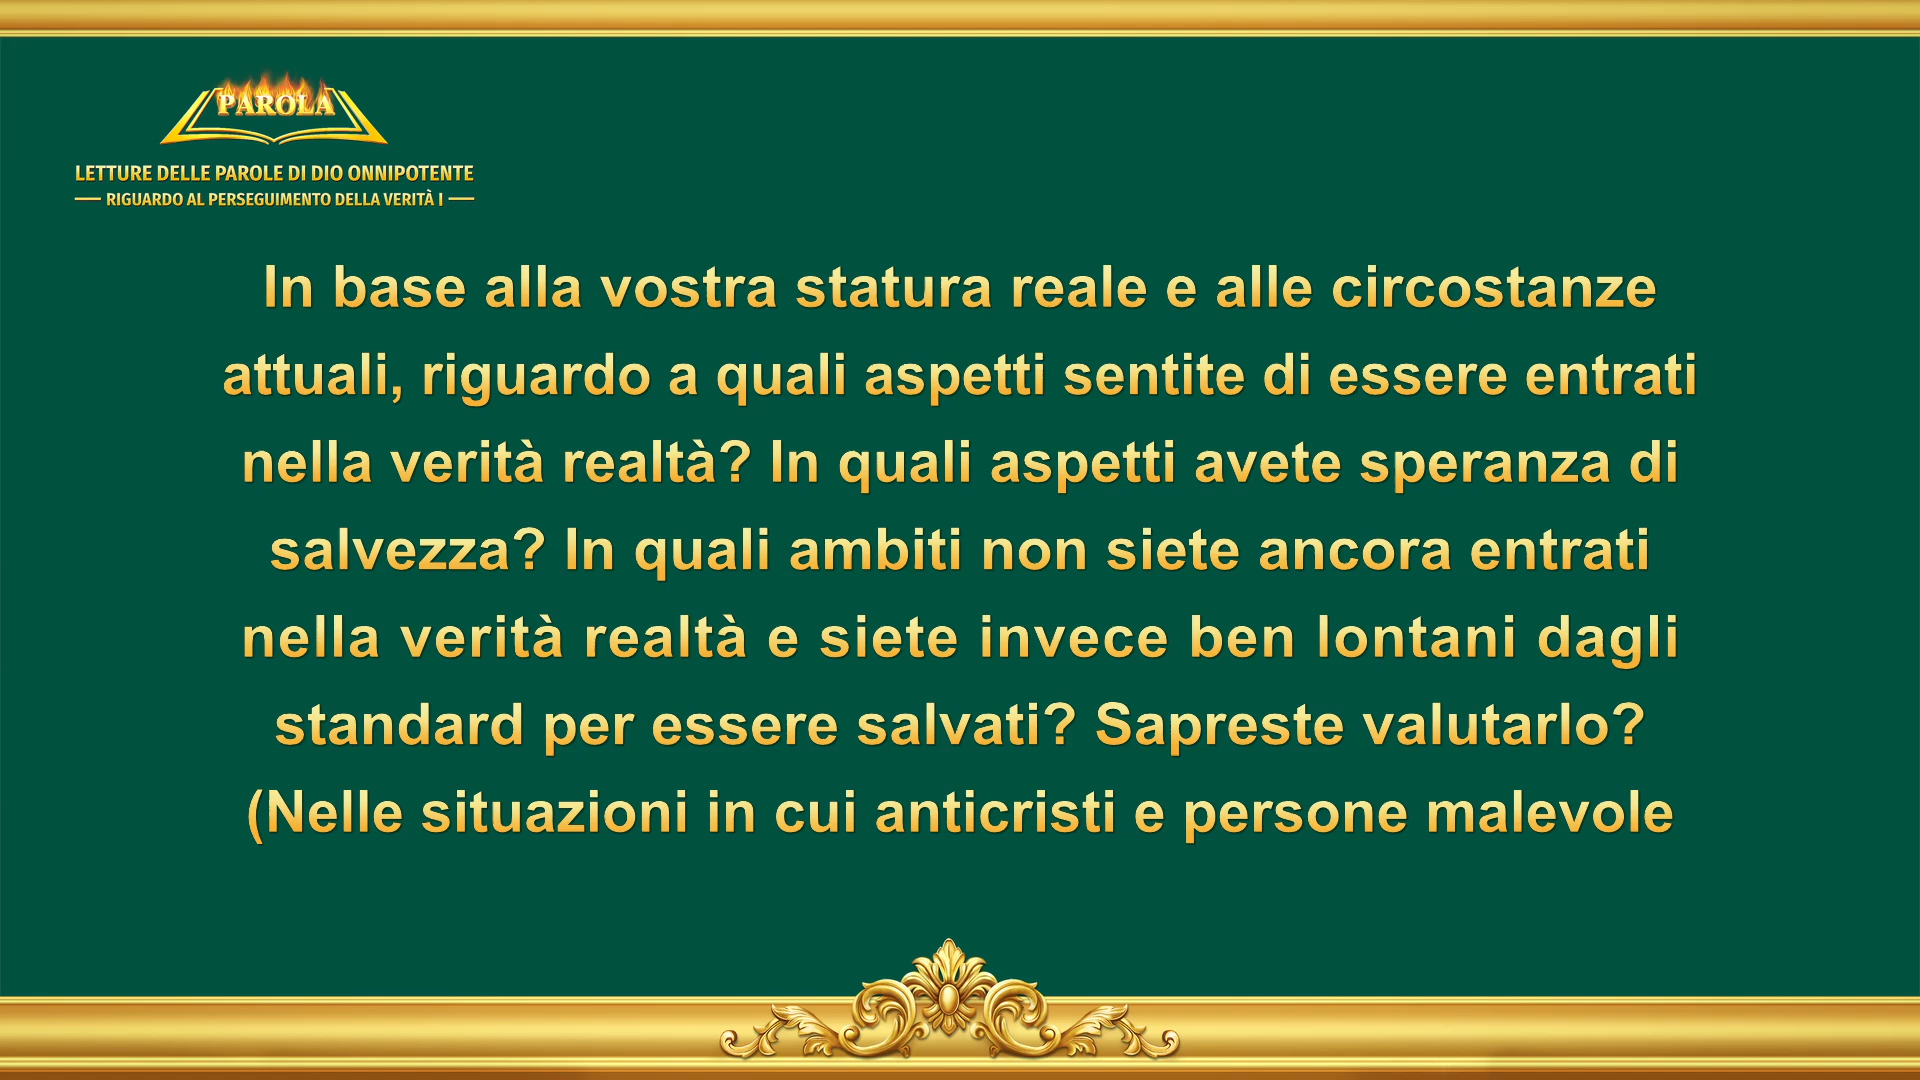 PAROLA
LETTURE DELLE PAROLE DI DIO ONNIPOTENTE
RIGUARDO AL PERSEGUIMENTO DELLA VERITÀ I
In base alla vostra statura reale e alle circostanze
attuali, riguardo a quali aspetti sentite di essere entrati
nella verità realtà? In quali aspetti avete speranza di
salvezza? In quali ambiti non siete ancora entrati
nella verità realtà e siete invece ben lontani dagli
standard per essere salvati? Sapreste valutarlo?
(Nelle situazioni in cui anticristi e persone malevole